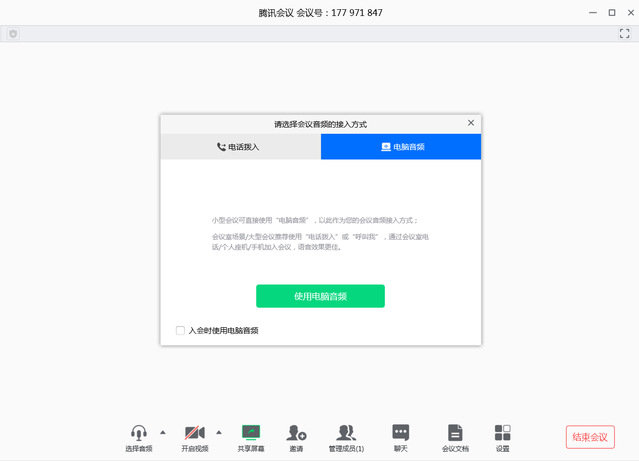 腾讯会议 会议号：177 971 847
请选择会议音频的接入方式
电话拨入
电脑音频
小型会议可直接使用“电脑音频”，以此作为您的会议音频接入方式；
会议室场景/大型会议推荐使用“电话拨入”或“呼叫我”，通过会议室电
话/个人座机/手机加入会议，语音效果更佳。
使用电脑音频
入会时使用电脑音频
选择音频
开启视频
共享屏幕
邀请
管理成员(1)
聊天
会议文档
设置
结束会议